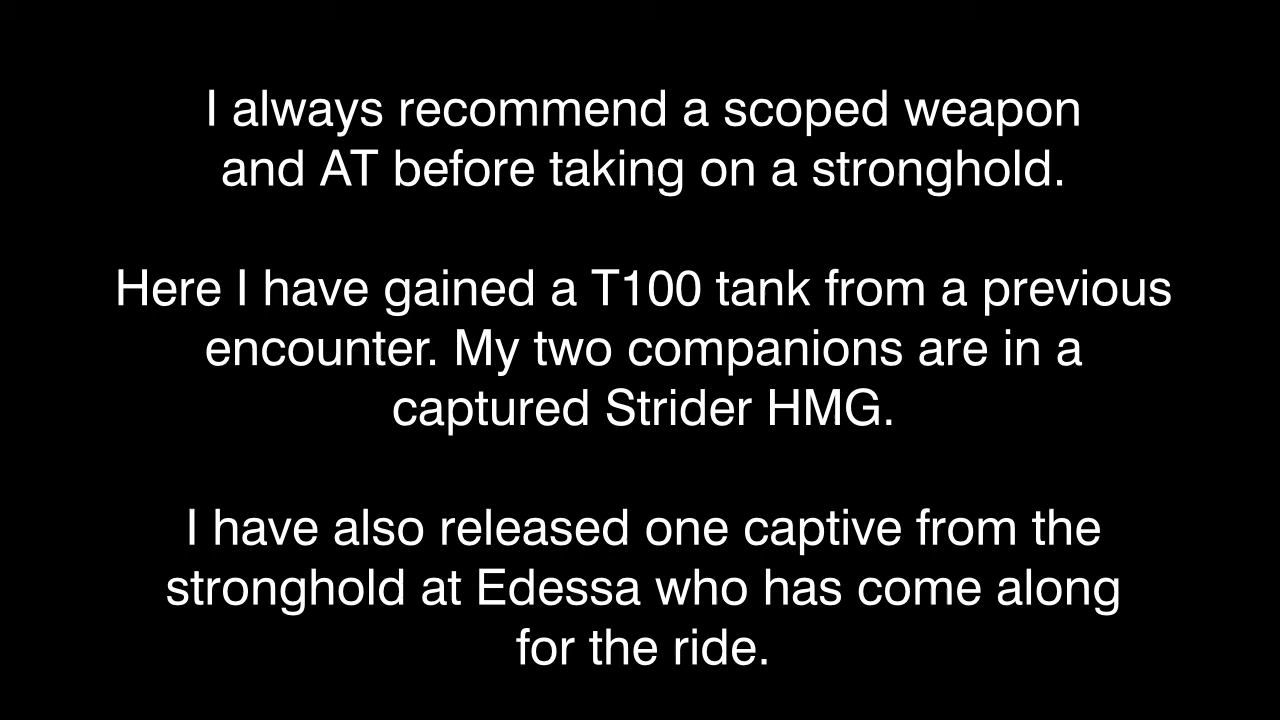 I always recommend a scoped weapon
and AT before taking on a stronghold.
Here I have gained a T100 tank from a previous
encounter. My two companions are in a
captured Strider HMG.
I have also released one captive from the
stronghold at Edessa who has come along
for the ride.